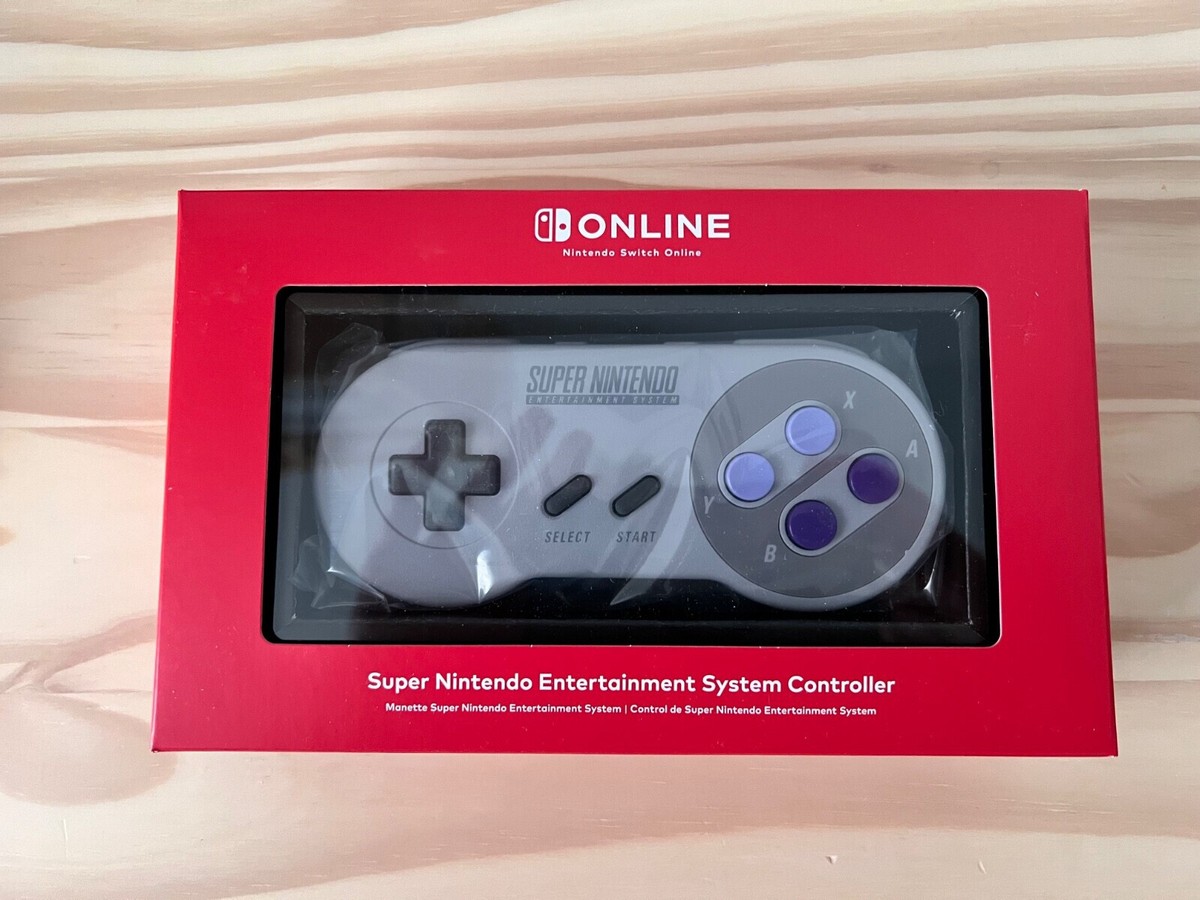 ONLINE
Nintendo Switch Online
SUPER NINTENDO
ENTERTAINMENT SYSTEM
X
A
Y
B
SELECT START
Super Nintendo Entertainment System Controller
Manette Super Nintendo Entertainment System | Control de Super Nintendo Entertainment System